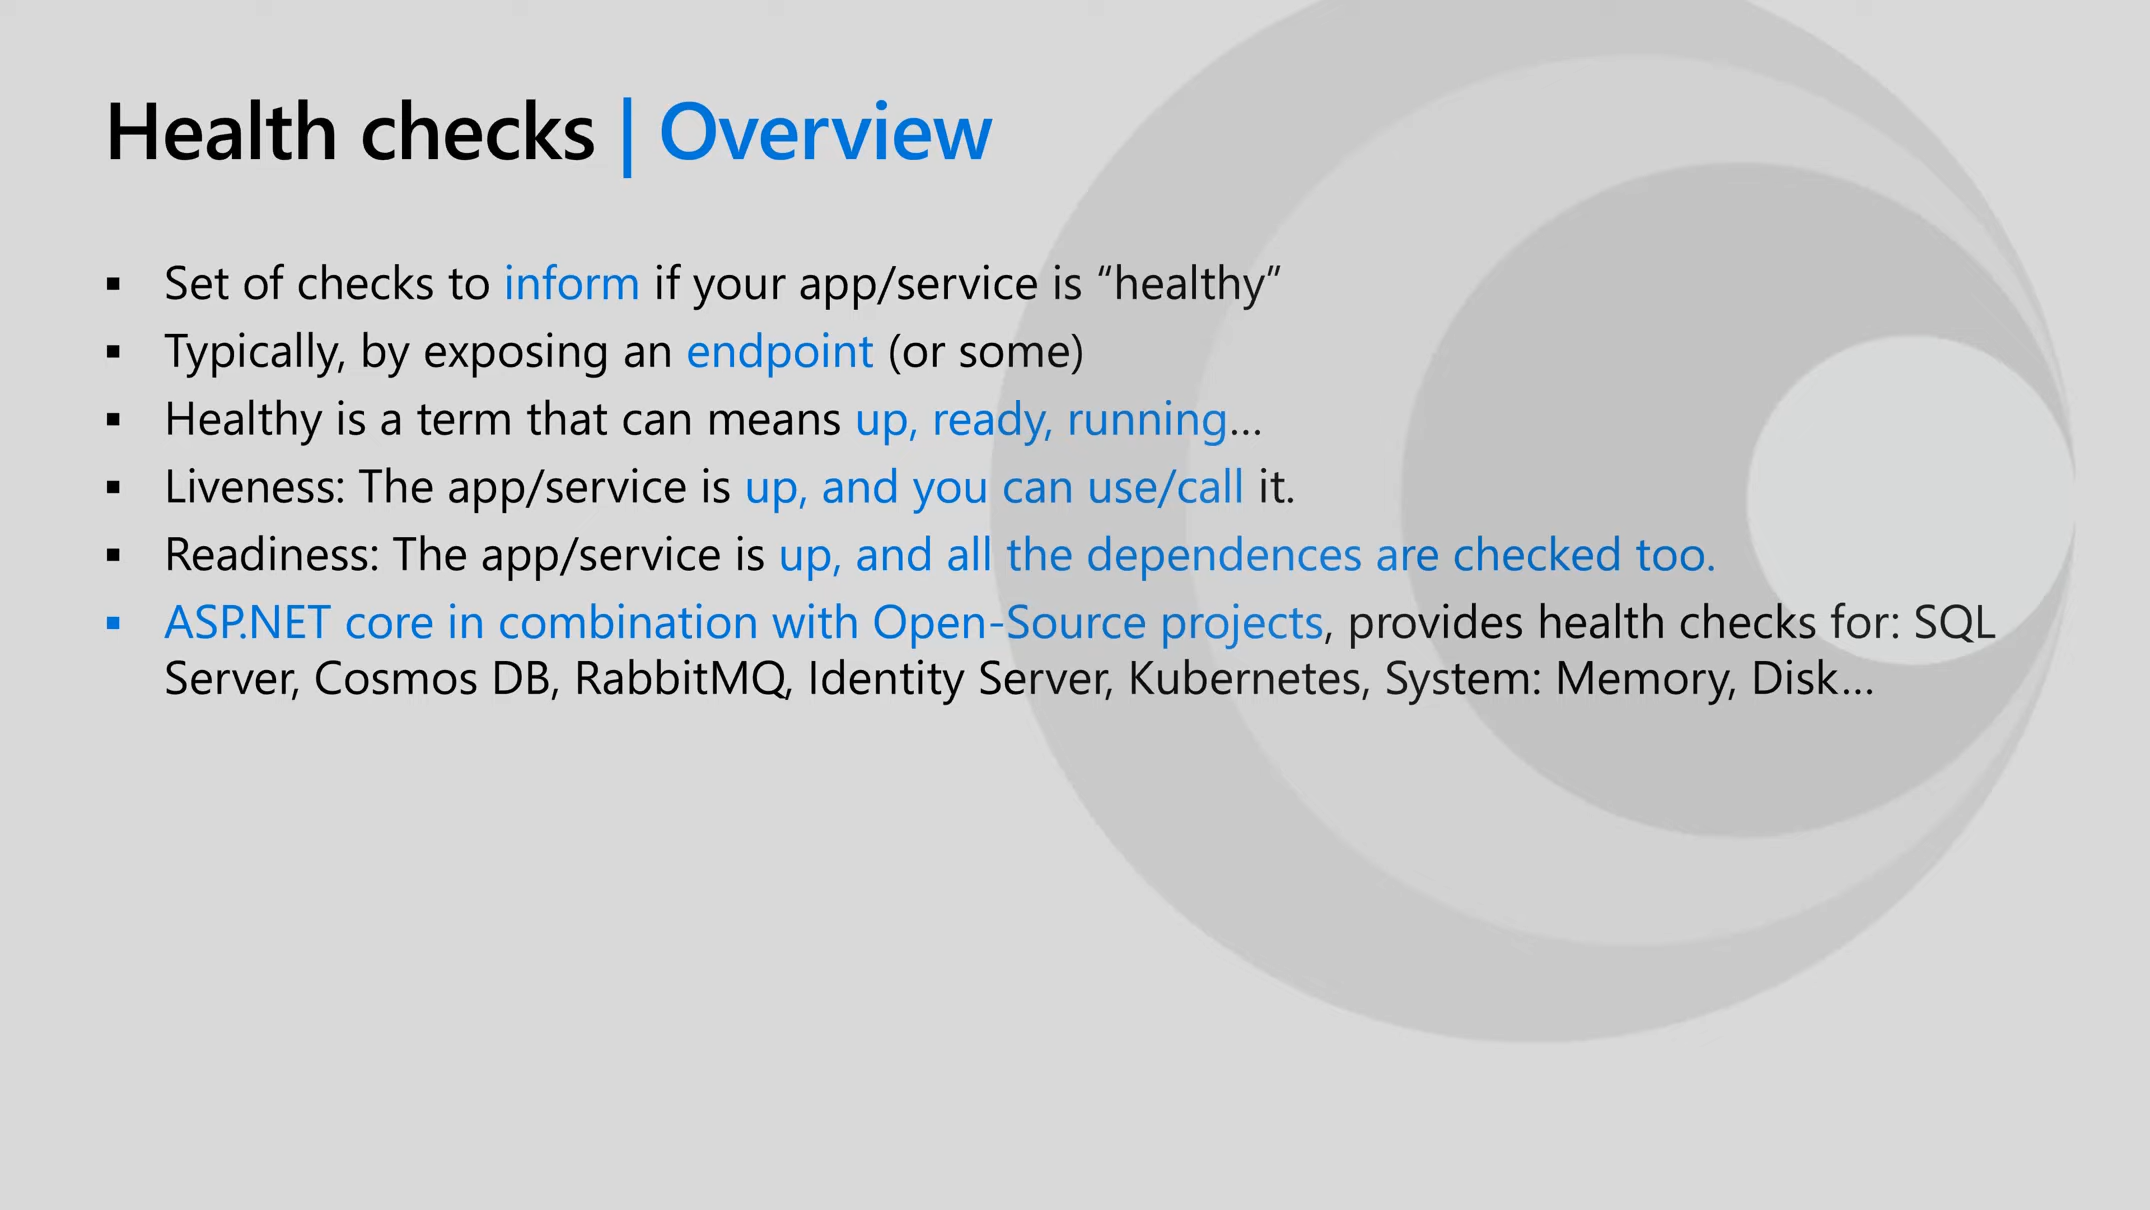 Health checks | Overview
▪ Set of checks to inform if your app/service is “healthy”
▪ Typically, by exposing an endpoint (or some)
▪ Healthy is a term that can means up, ready, running…
▪ Liveness: The app/service is up, and you can use/call it.
▪ Readiness: The app/service is up, and all the dependences are checked too.
▪ ASP.NET core in combination with Open-Source projects, provides health checks for: SQL
Server, Cosmos DB, RabbitMQ, Identity Server, Kubernetes, System: Memory, Disk…